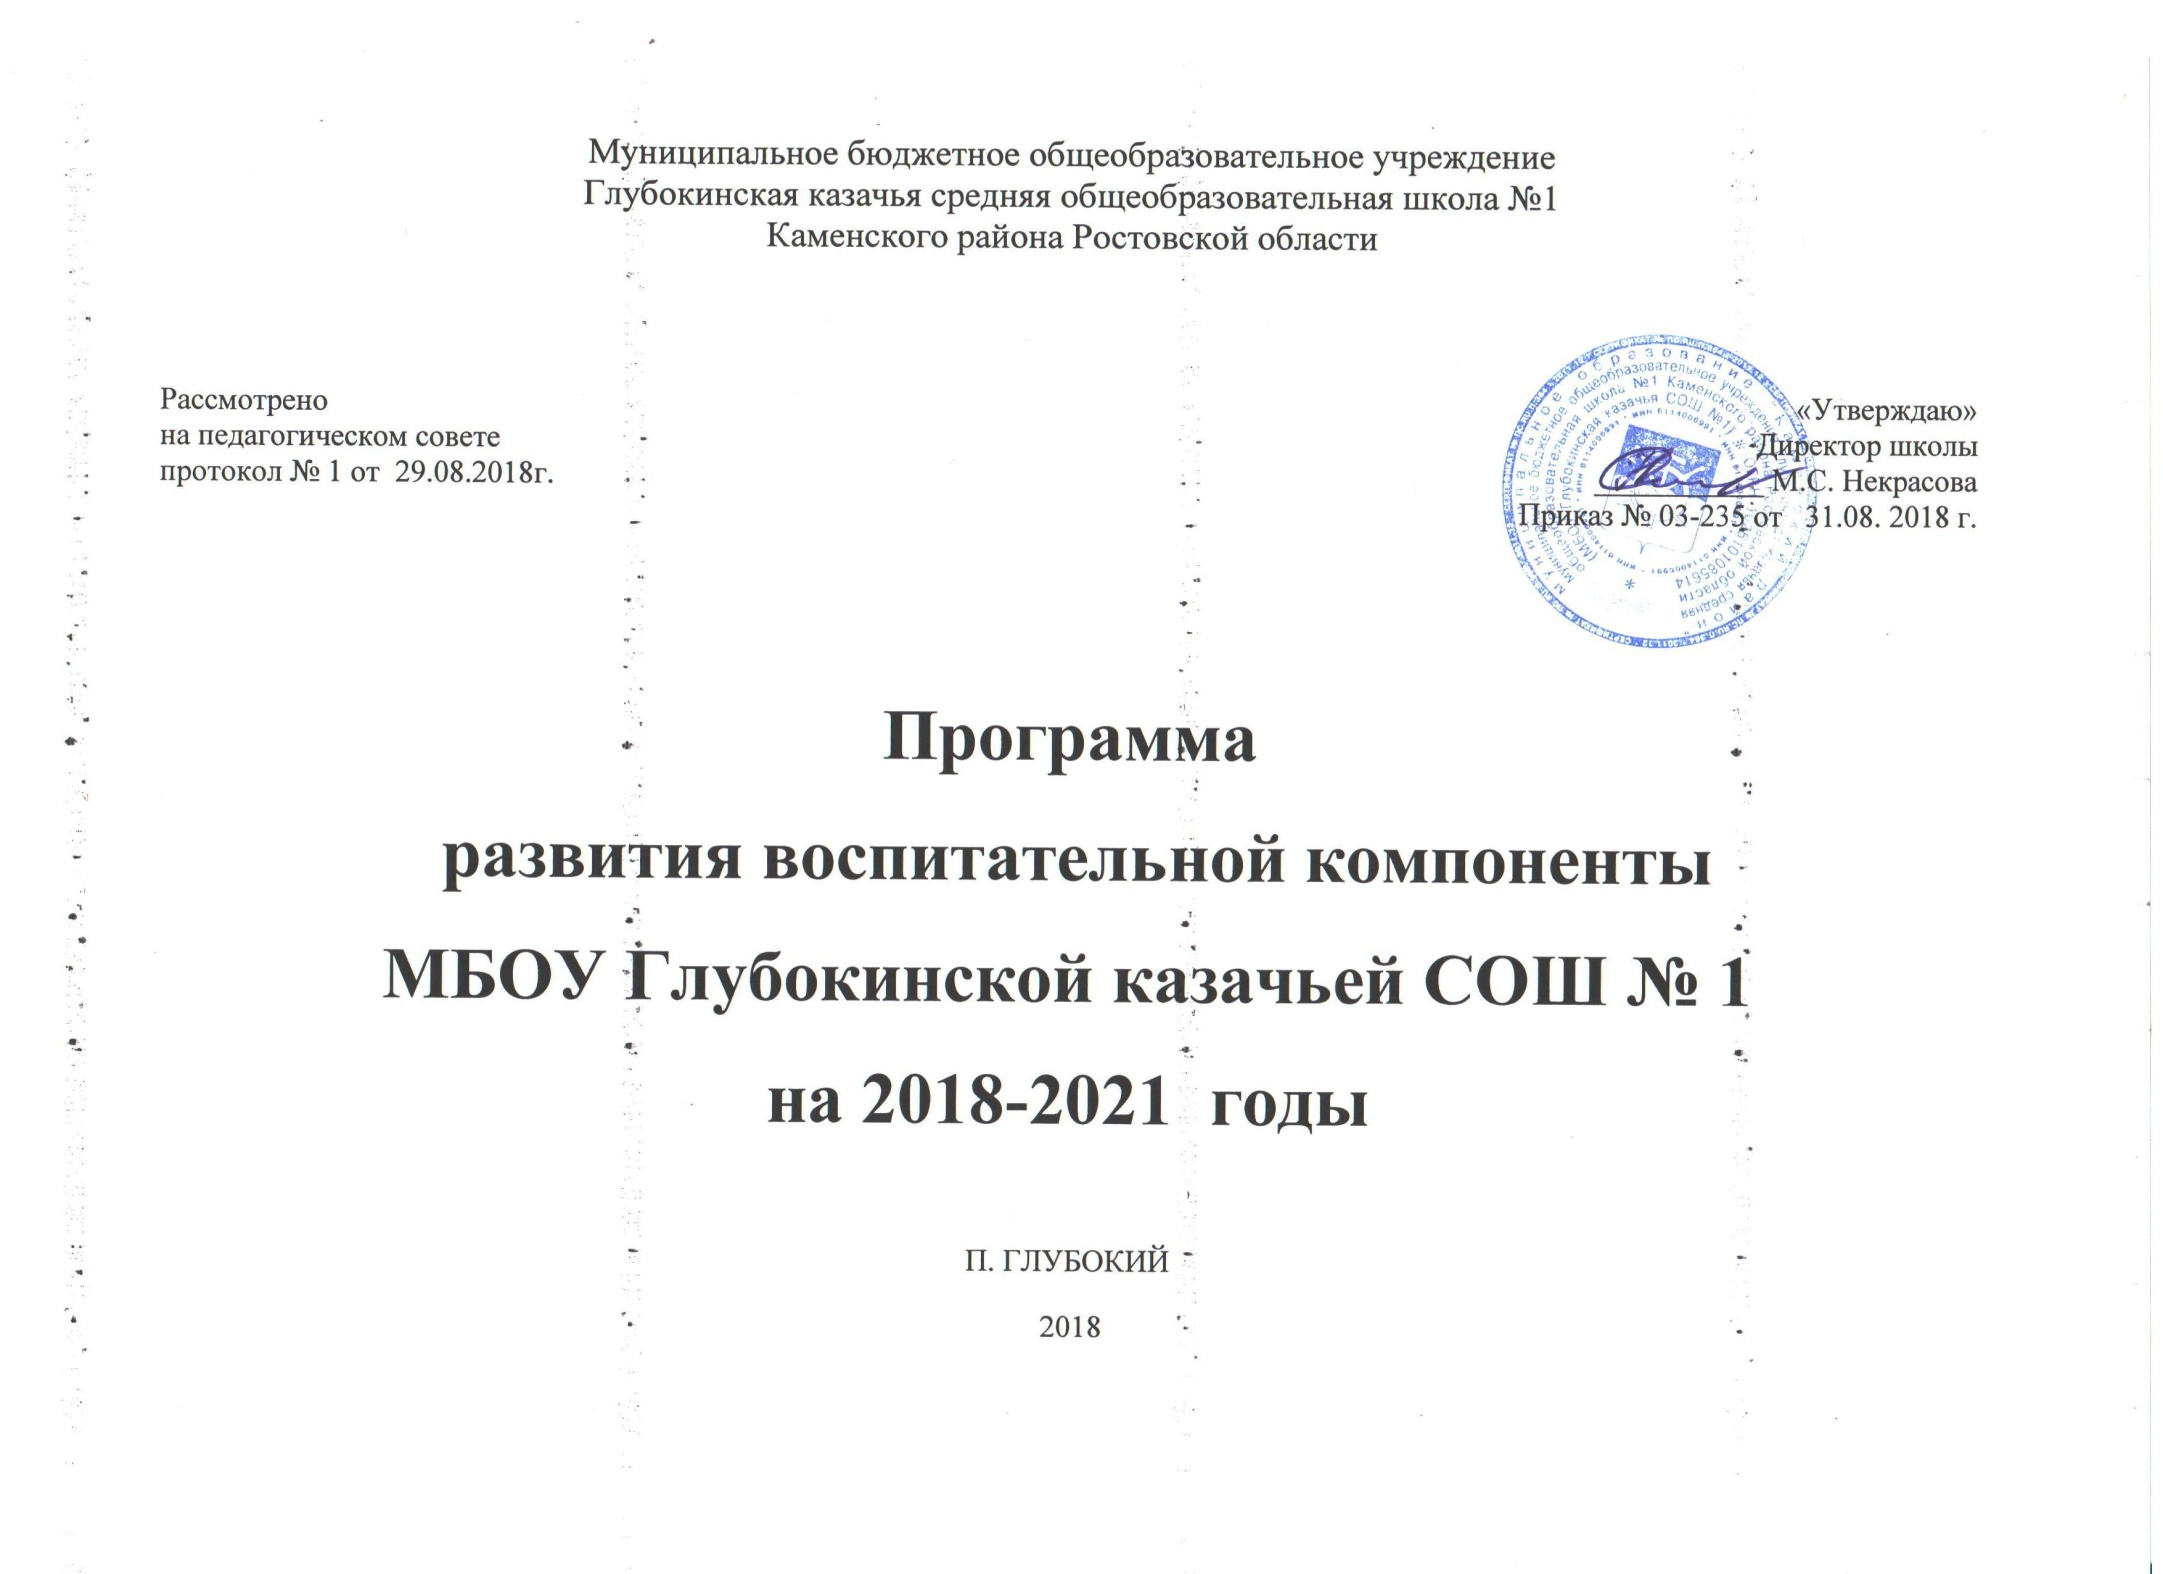 Муниципальное бюджетное общеобразовательное учреждение
Глубокинская казачья средняя общеобразовательная школа №1
Каменского района Ростовской области
Рассмотрено
на педагогическом совете
протокол № 1 от 29.08.2018г.
«Утверждаю»
Директор школы
М.С. Некрасова
Приказ № 03-235 от 31.08. 2018 г.
Программа
развития воспитательной компоненты
МБОУ Глубокинской казачьей СОШ № 1
на 2018-2021 годы
П. ГЛУБОКИЙ
2018